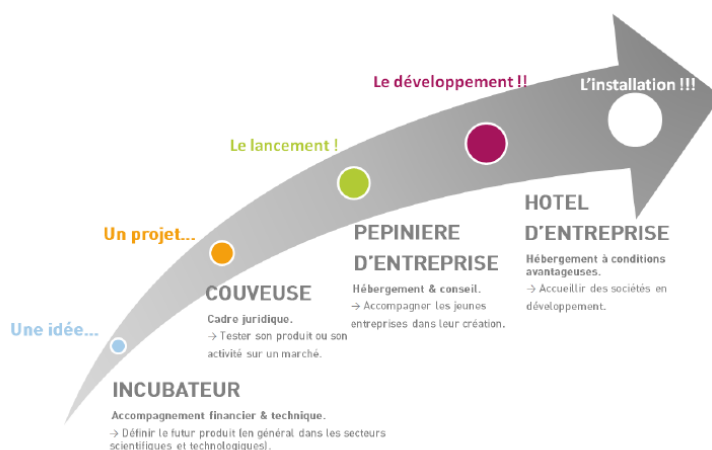 Le développement !!
L'installation !!!
Le lancement !
Un projet...
Une idée...
HOTEL
D'ENTREPRISE
Hébergement à conditions
avantageuses.
→ Accueillir des sociétés en
développement.
PEPINIERE
D'ENTREPRISE
Hébergement & conseil.
→ Accompagner les jeunes
entreprises dans leur création.
COUVEUSE
Cadre juridique.
→ Tester son produit ou son
activité sur un marché.
INCUBATEUR
Accompagnement financier & technique.
→ Définir le futur produit (en général dans les secteurs
scientifiques et technologiques).